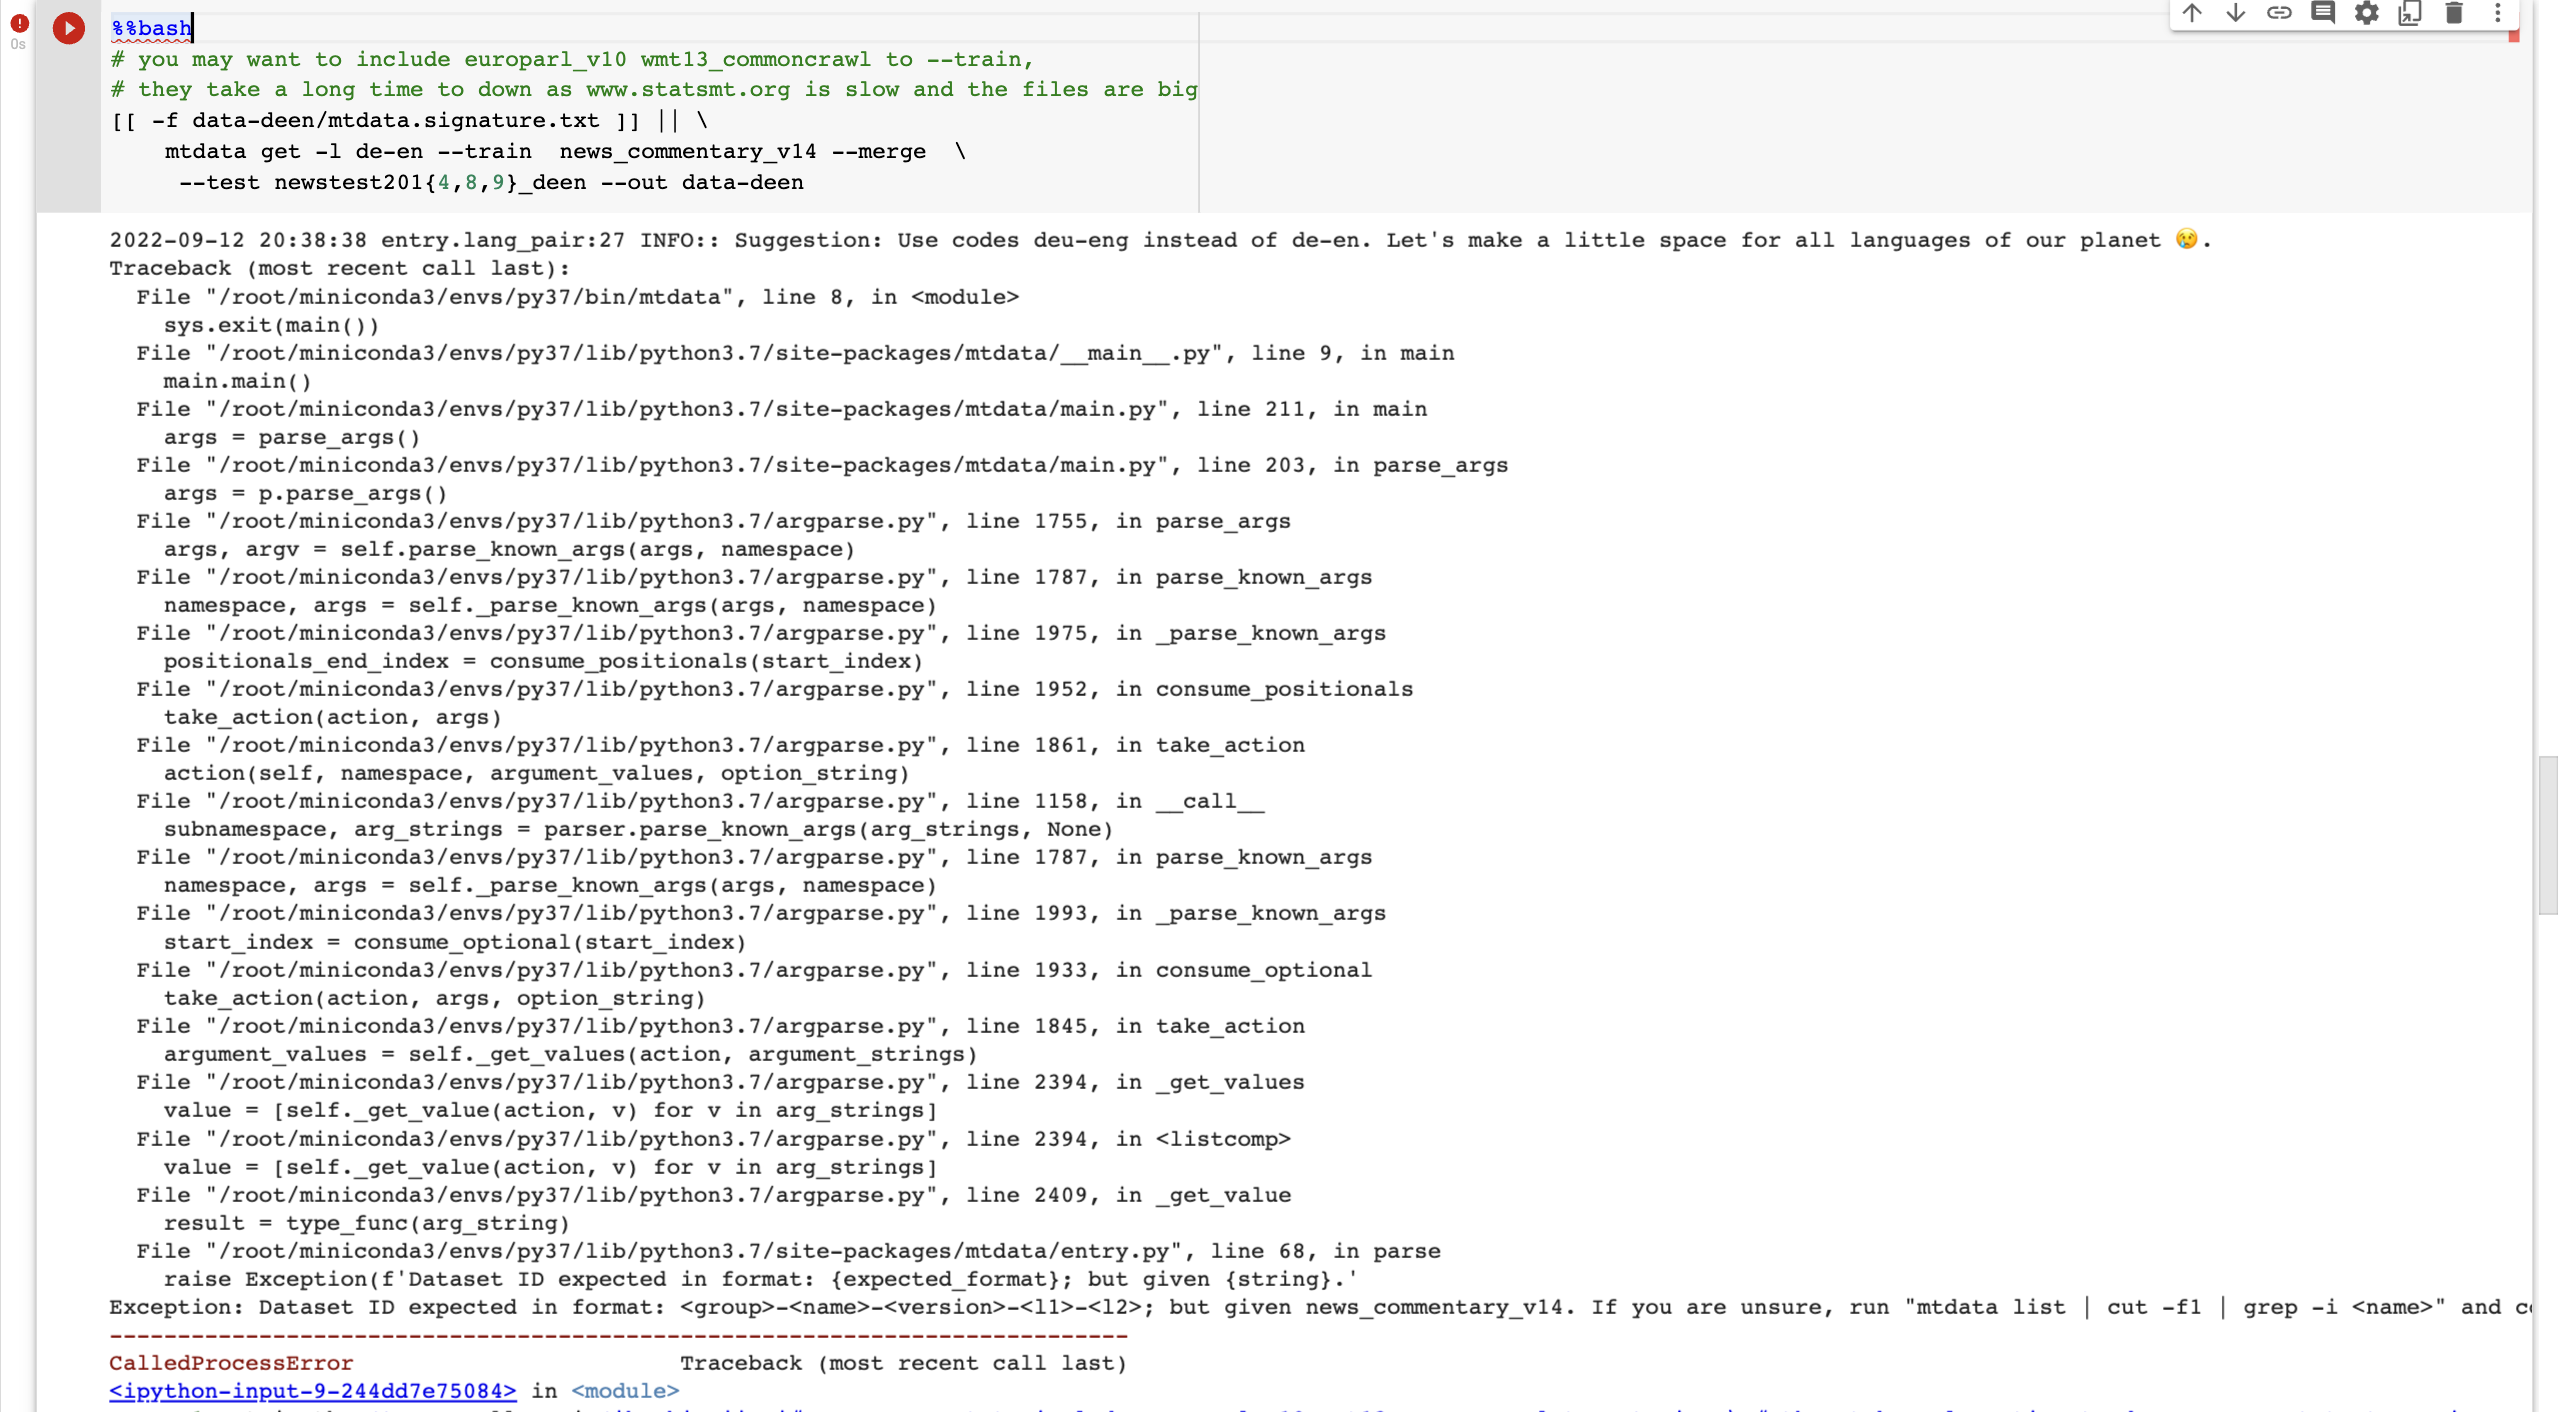 %%bash
0s
# you may want to include europarl_v10 wmt13_commoncrawl to --train,
# they take a long time to down as www.statsmt.org is slow and the files are big
[[ -f data-deen/mtdata.signature.txt ]] || \
mtdata get -l de-en --train  news_commentary_v14 --merge  \
--test newstest201{4,8,9}_deen --out data-deen
2022-09-12 20:38:38 entry.lang_pair:27 INFO:: Suggestion: Use codes deu-eng instead of de-en. Let's make a little space for all languages of our planet 😢.
Traceback (most recent call last):
File "/root/miniconda3/envs/py37/bin/mtdata", line 8, in <module>
sys.exit(main())
File "/root/miniconda3/envs/py37/lib/python3.7/site-packages/mtdata/__main__.py", line 9, in main
main.main()
File "/root/miniconda3/envs/py37/lib/python3.7/site-packages/mtdata/main.py", line 211, in main
args = parse_args()
File "/root/miniconda3/envs/py37/lib/python3.7/site-packages/mtdata/main.py", line 203, in parse_args
args = p.parse_args()
File "/root/miniconda3/envs/py37/lib/python3.7/argparse.py", line 1755, in parse_args
args, argv = self.parse_known_args(args, namespace)
File "/root/miniconda3/envs/py37/lib/python3.7/argparse.py", line 1787, in parse_known_args
namespace, args = self._parse_known_args(args, namespace)
File "/root/miniconda3/envs/py37/lib/python3.7/argparse.py", line 1975, in _parse_known_args
positionals_end_index = consume_positionals(start_index)
File "/root/miniconda3/envs/py37/lib/python3.7/argparse.py", line 1952, in consume_positionals
take_action(action, args)
File "/root/miniconda3/envs/py37/lib/python3.7/argparse.py", line 1861, in take_action
action(self, namespace, argument_values, option_string)
File "/root/miniconda3/envs/py37/lib/python3.7/argparse.py", line 1158, in __call__
subnamespace, arg_strings = parser.parse_known_args(arg_strings, None)
File "/root/miniconda3/envs/py37/lib/python3.7/argparse.py", line 1787, in parse_known_args
namespace, args = self._parse_known_args(args, namespace)
File "/root/miniconda3/envs/py37/lib/python3.7/argparse.py", line 1993, in _parse_known_args
start_index = consume_optional(start_index)
File "/root/miniconda3/envs/py37/lib/python3.7/argparse.py", line 1933, in consume_optional
take_action(action, args, option_string)
File "/root/miniconda3/envs/py37/lib/python3.7/argparse.py", line 1845, in take_action
argument_values = self._get_values(action, argument_strings)
File "/root/miniconda3/envs/py37/lib/python3.7/argparse.py", line 2394, in _get_values
value = [self._get_value(action, v) for v in arg_strings]
File "/root/miniconda3/envs/py37/lib/python3.7/argparse.py", line 2394, in <listcomp>
value = [self._get_value(action, v) for v in arg_strings]
File "/root/miniconda3/envs/py37/lib/python3.7/argparse.py", line 2409, in _get_value
result = type_func(arg_string)
File "/root/miniconda3/envs/py37/lib/python3.7/site-packages/mtdata/entry.py", line 68, in parse
raise Exception(f'Dataset ID expected in format: {expected_format}; but given {string}.'
Exception: Dataset ID expected in format: <group>-<name>-<version>-<l1>-<l2>; but given news_commentary_v14. If you are unsure, run "mtdata list | cut -f1 | grep -i <name>" and
---------------------------------------------------------------------------
CalledProcessError                        Traceback (most recent call last)
<ipython-input-9-244dd7e75084> in <module>